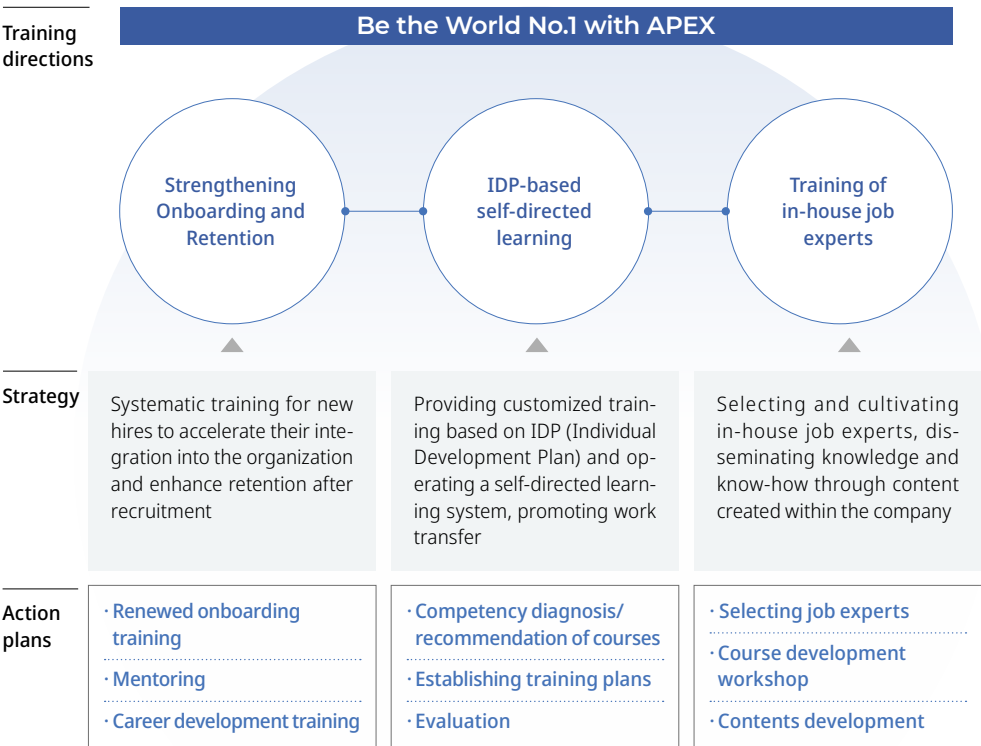 Training
directions
Be the World No.1 with APEX
Strengthening
Onboarding and
Retention
IDP-based
self-directed
learning
Training of
in-house job
experts
Strategy
Systematic training for new
hires to accelerate their inte-
gration into the organization
and enhance retention after
recruitment
Providing customized train-
ing based on IDP (Individual
Development Plan) and op-
erating a self-directed learn-
ing system, promoting work
transfer
Selecting and cultivating
in-house job experts, dis-
seminating knowledge and
know-how through content
created within the company
Action
plans
· Renewed onboarding
training
· Mentoring
· Career development training
· Competency diagnosis/
recommendation of courses
· Establishing training plans
· Evaluation
· Selecting job experts
· Course development
workshop
· Contents development